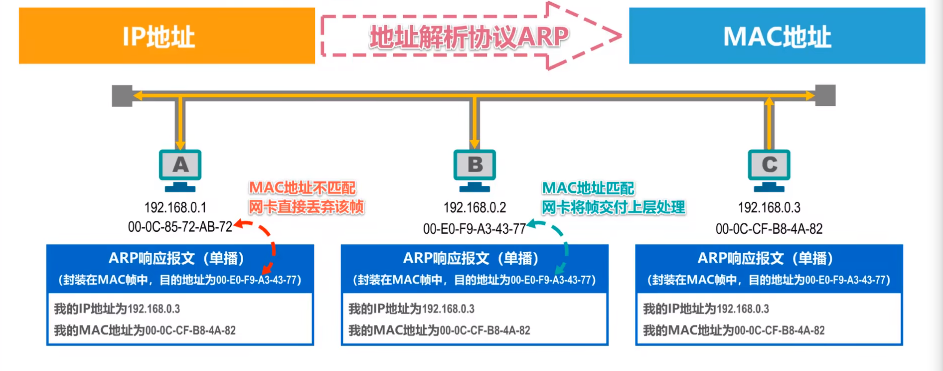 IP地址
地址解析协议ARP
MAC地址
A
B
C
MAC地址不匹配
网卡直接丢弃该帧
MAC地址匹配
网卡将帧交付上层处理
192.168.0.1
00-0C-85-72-AB-72
192.168.0.2
00-E0-F9-A3-43-77
192.168.0.3
00-0C-CF-B8-4A-82
ARP响应报文（单播）
（封装在MAC帧中，目的地址为00-E0-F9-A3-43-77）
我的IP地址为192.168.0.3
我的MAC地址为00-0C-CF-B8-4A-82
ARP响应报文（单播）
（封装在MAC帧中，目的地址为00-E0-F9-A3-43-77）
我的IP地址为192.168.0.3
我的MAC地址为00-0C-CF-B8-4A-82
ARP响应报文（单播）
（封装在MAC帧中，目的地址为00-E0-F9-A3-43-77）
我的IP地址为192.168.0.3
我的MAC地址为00-0C-CF-B8-4A-82